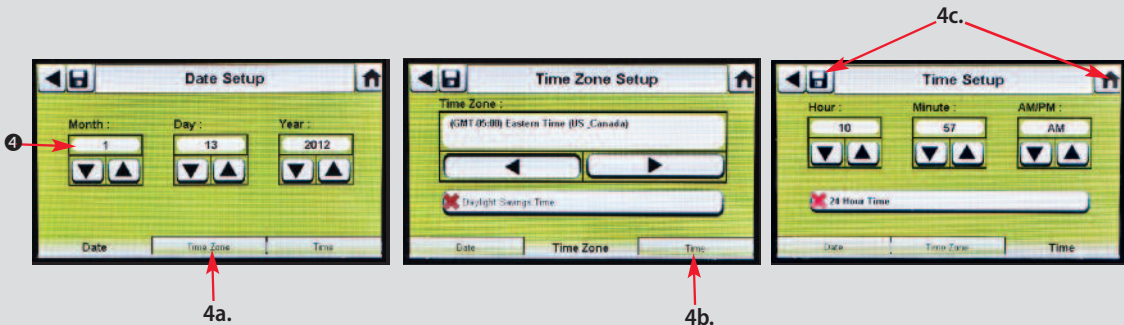 4c.
Date Setup
Month :
Day :
Year :
4
1
13
2012
Date
Time Zone
Time
4a.
Time Zone Setup
Time Zone :
(GMT-05:00) Eastern Time (US_Canada)
Daylight Savings Time
Date
Time Zone
Time
4b.
Time Setup
Hour :
Minute :
AM/PM :
10
57
AM
24 Hour Time
Date
Time Zone
Time